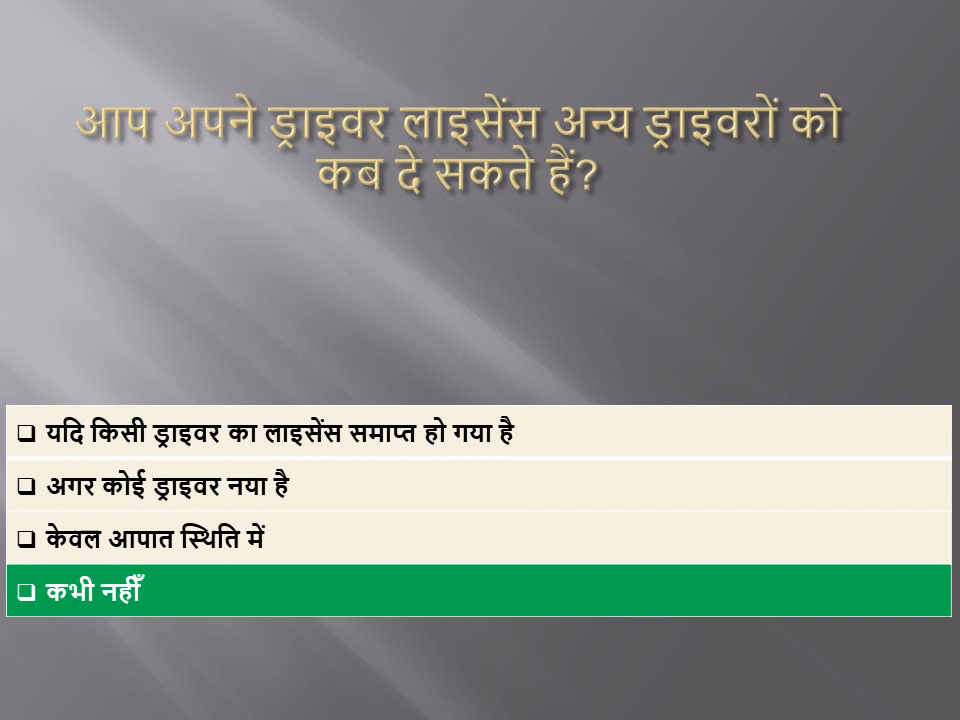 आप अपने ड्राइवर लाइसेंस अन्य ड्राइवरों को
कब दे सकते हैं?
यदि किसी ड्राइवर का लाइसेंस समाप्त हो गया है
अगर कोई ड्राइवर नया है
केवल आपात स्थिति में
कभी नहीँ